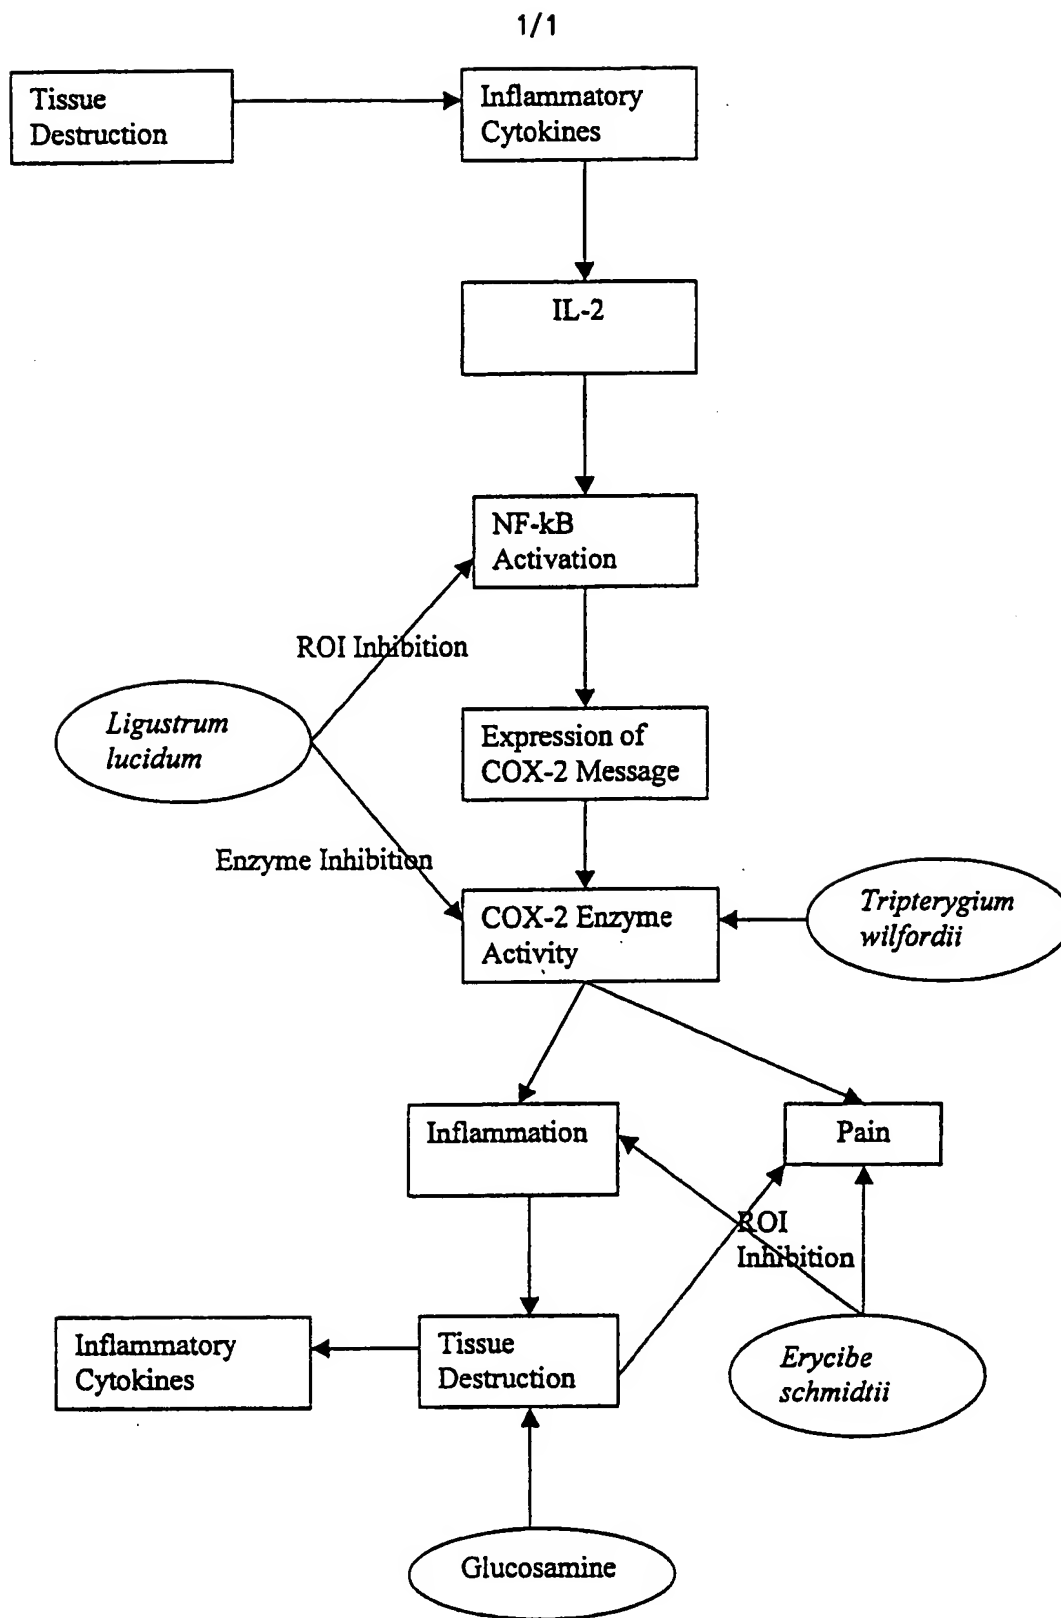 1/1
Tissue
Destruction
Inflammatory
Cytokines
IL-2
NF-kB
Activation
ROI Inhibition
Ligustrum
lucidum
Expression of
COX-2 Message
Enzyme Inhibition
COX-2 Enzyme
Activity
Tripterygium
wilfordii
Inflammation
Pain
ROI
Inhibition
Inflammatory
Cytokines
Tissue
Destruction
Erycibe
schmidtii
Glucosamine